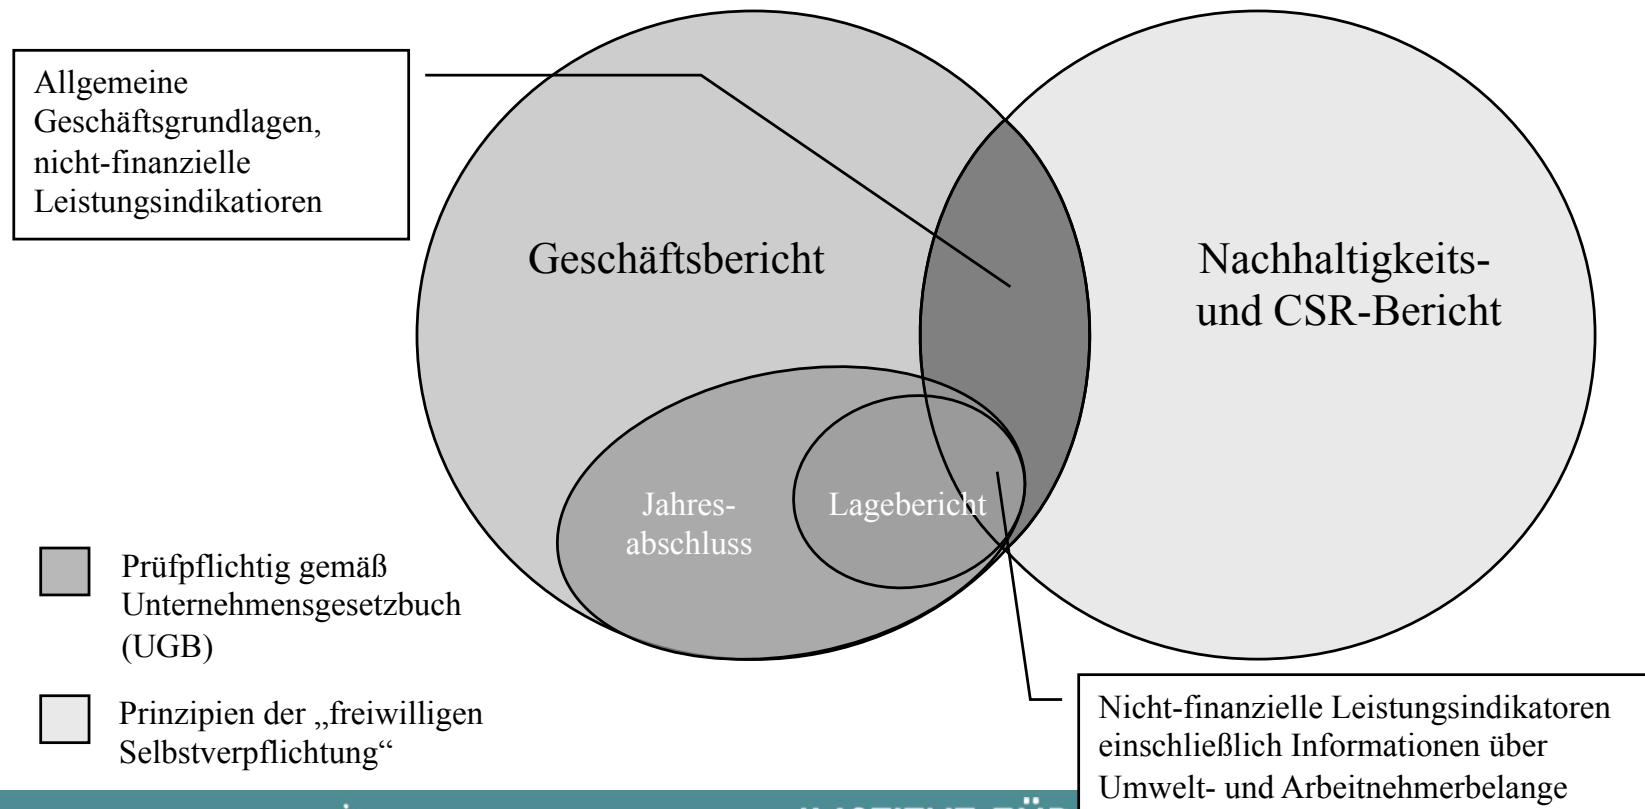 Allgemeine
Geschäftsgrundlagen,
nicht-finanzielle
Leistungsindikatioren
Geschäftsbericht
Nachhaltigkeits-
und CSR-Bericht
Jahres-
abschluss
Lagebericht
Prüfpflichtig gemäß
Unternehmensgesetzbuch
(UGB)
Prinzipien der „freiwilligen
Selbstverpflichtung“
Nicht-finanzielle Leistungsindikatoren
einschließlich Informationen über
Umwelt- und Arbeitnehmerbelange